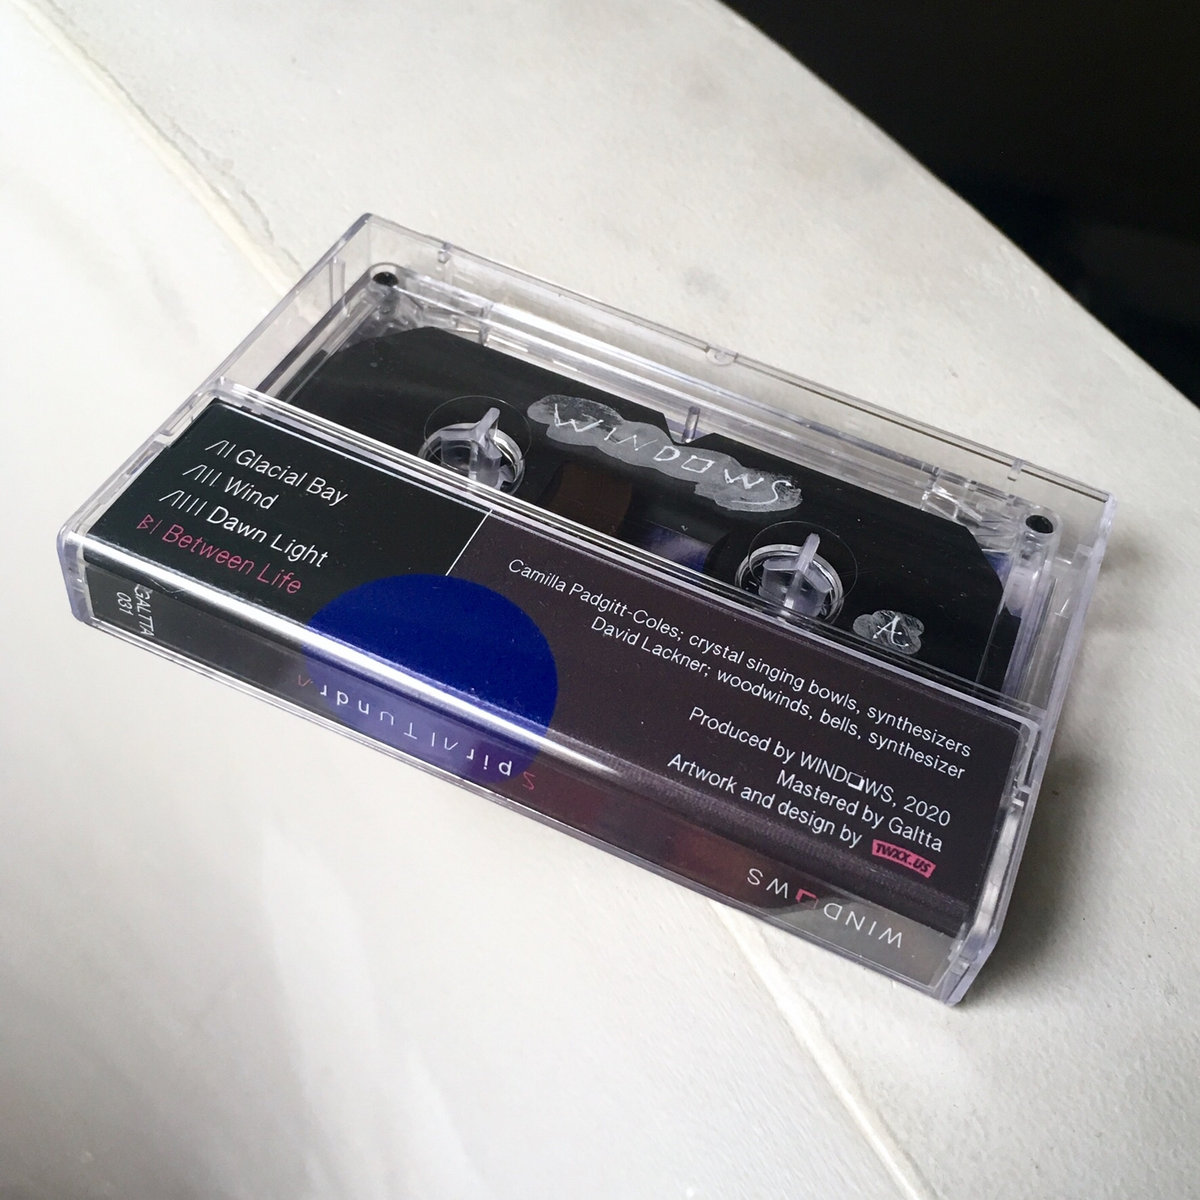 WINDOWS
A
/\| Glacial Bay
/\|| Wind
/\||| Dawn Light
B| Between Life
Camilla Padgitt-Coles; crystal singing bowls, synthesizers
David Lackner; woodwinds, bells, synthesizer
Produced by WIND❏WS, 2020
Mastered by Galtta
Artwork and design by TWXX.US
GALTTA
031
Spir/\l Tundr/\
WIND❏WS